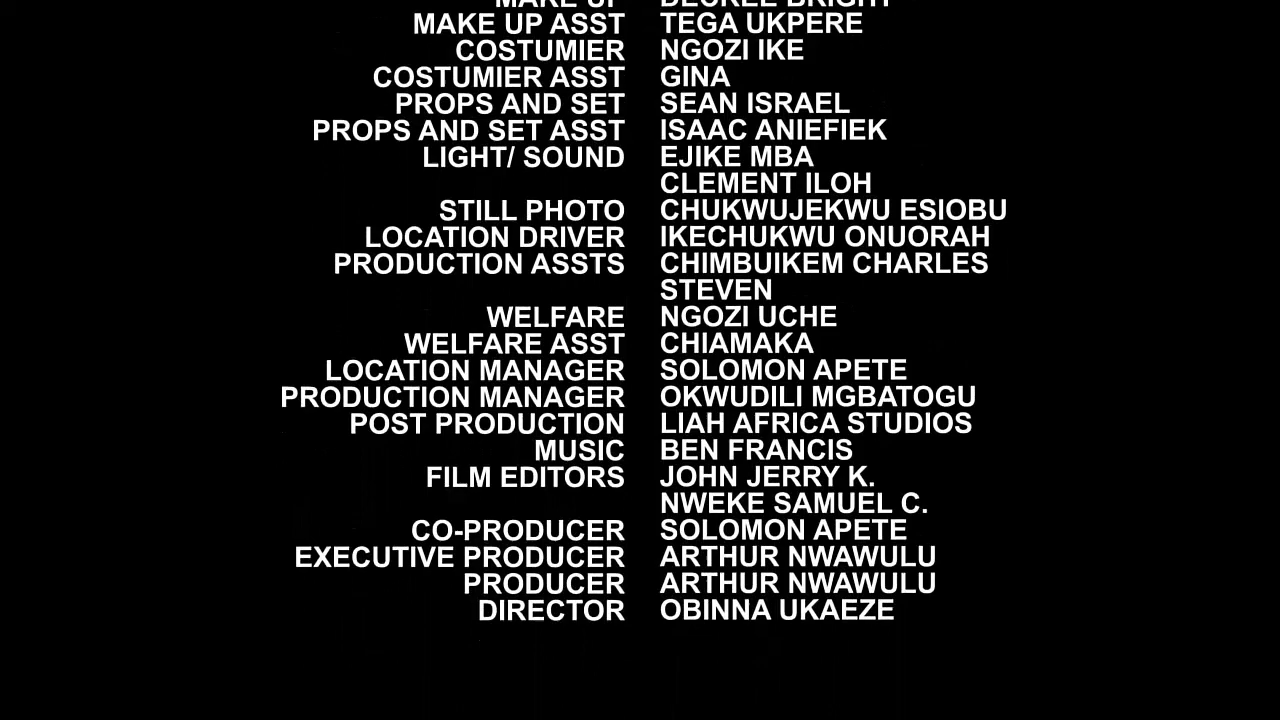 MAKE UP BRIGHT
MAKE UP ASST TEGA UKPERE
COSTUMIER NGOZI IKE
COSTUMIER ASST GINA
PROPS AND SET SEAN ISRAEL
PROPS AND SET ASST ISAAC ANIEFIEK
LIGHT/ SOUND EJIKE MBA
CLEMENT ILOH
STILL PHOTO CHUKWUJEKWU ESIOBU
LOCATION DRIVER IKECHUKWU ONUORAH
PRODUCTION ASSTS CHIMBUIKEM CHARLES
STEVEN
WELFARE NGOZI UCHE
WELFARE ASST CHIAMAKA
LOCATION MANAGER SOLOMON APETE
PRODUCTION MANAGER OKWUDILI MGBATOGU
POST PRODUCTION LIAH AFRICA STUDIOS
MUSIC BEN FRANCIS
FILM EDITORS JOHN JERRY K.
NWEKE SAMUEL C.
CO-PRODUCER SOLOMON APETE
EXECUTIVE PRODUCER ARTHUR NWAWULU
PRODUCER ARTHUR NWAWULU
DIRECTOR OBINNA UKAEZE